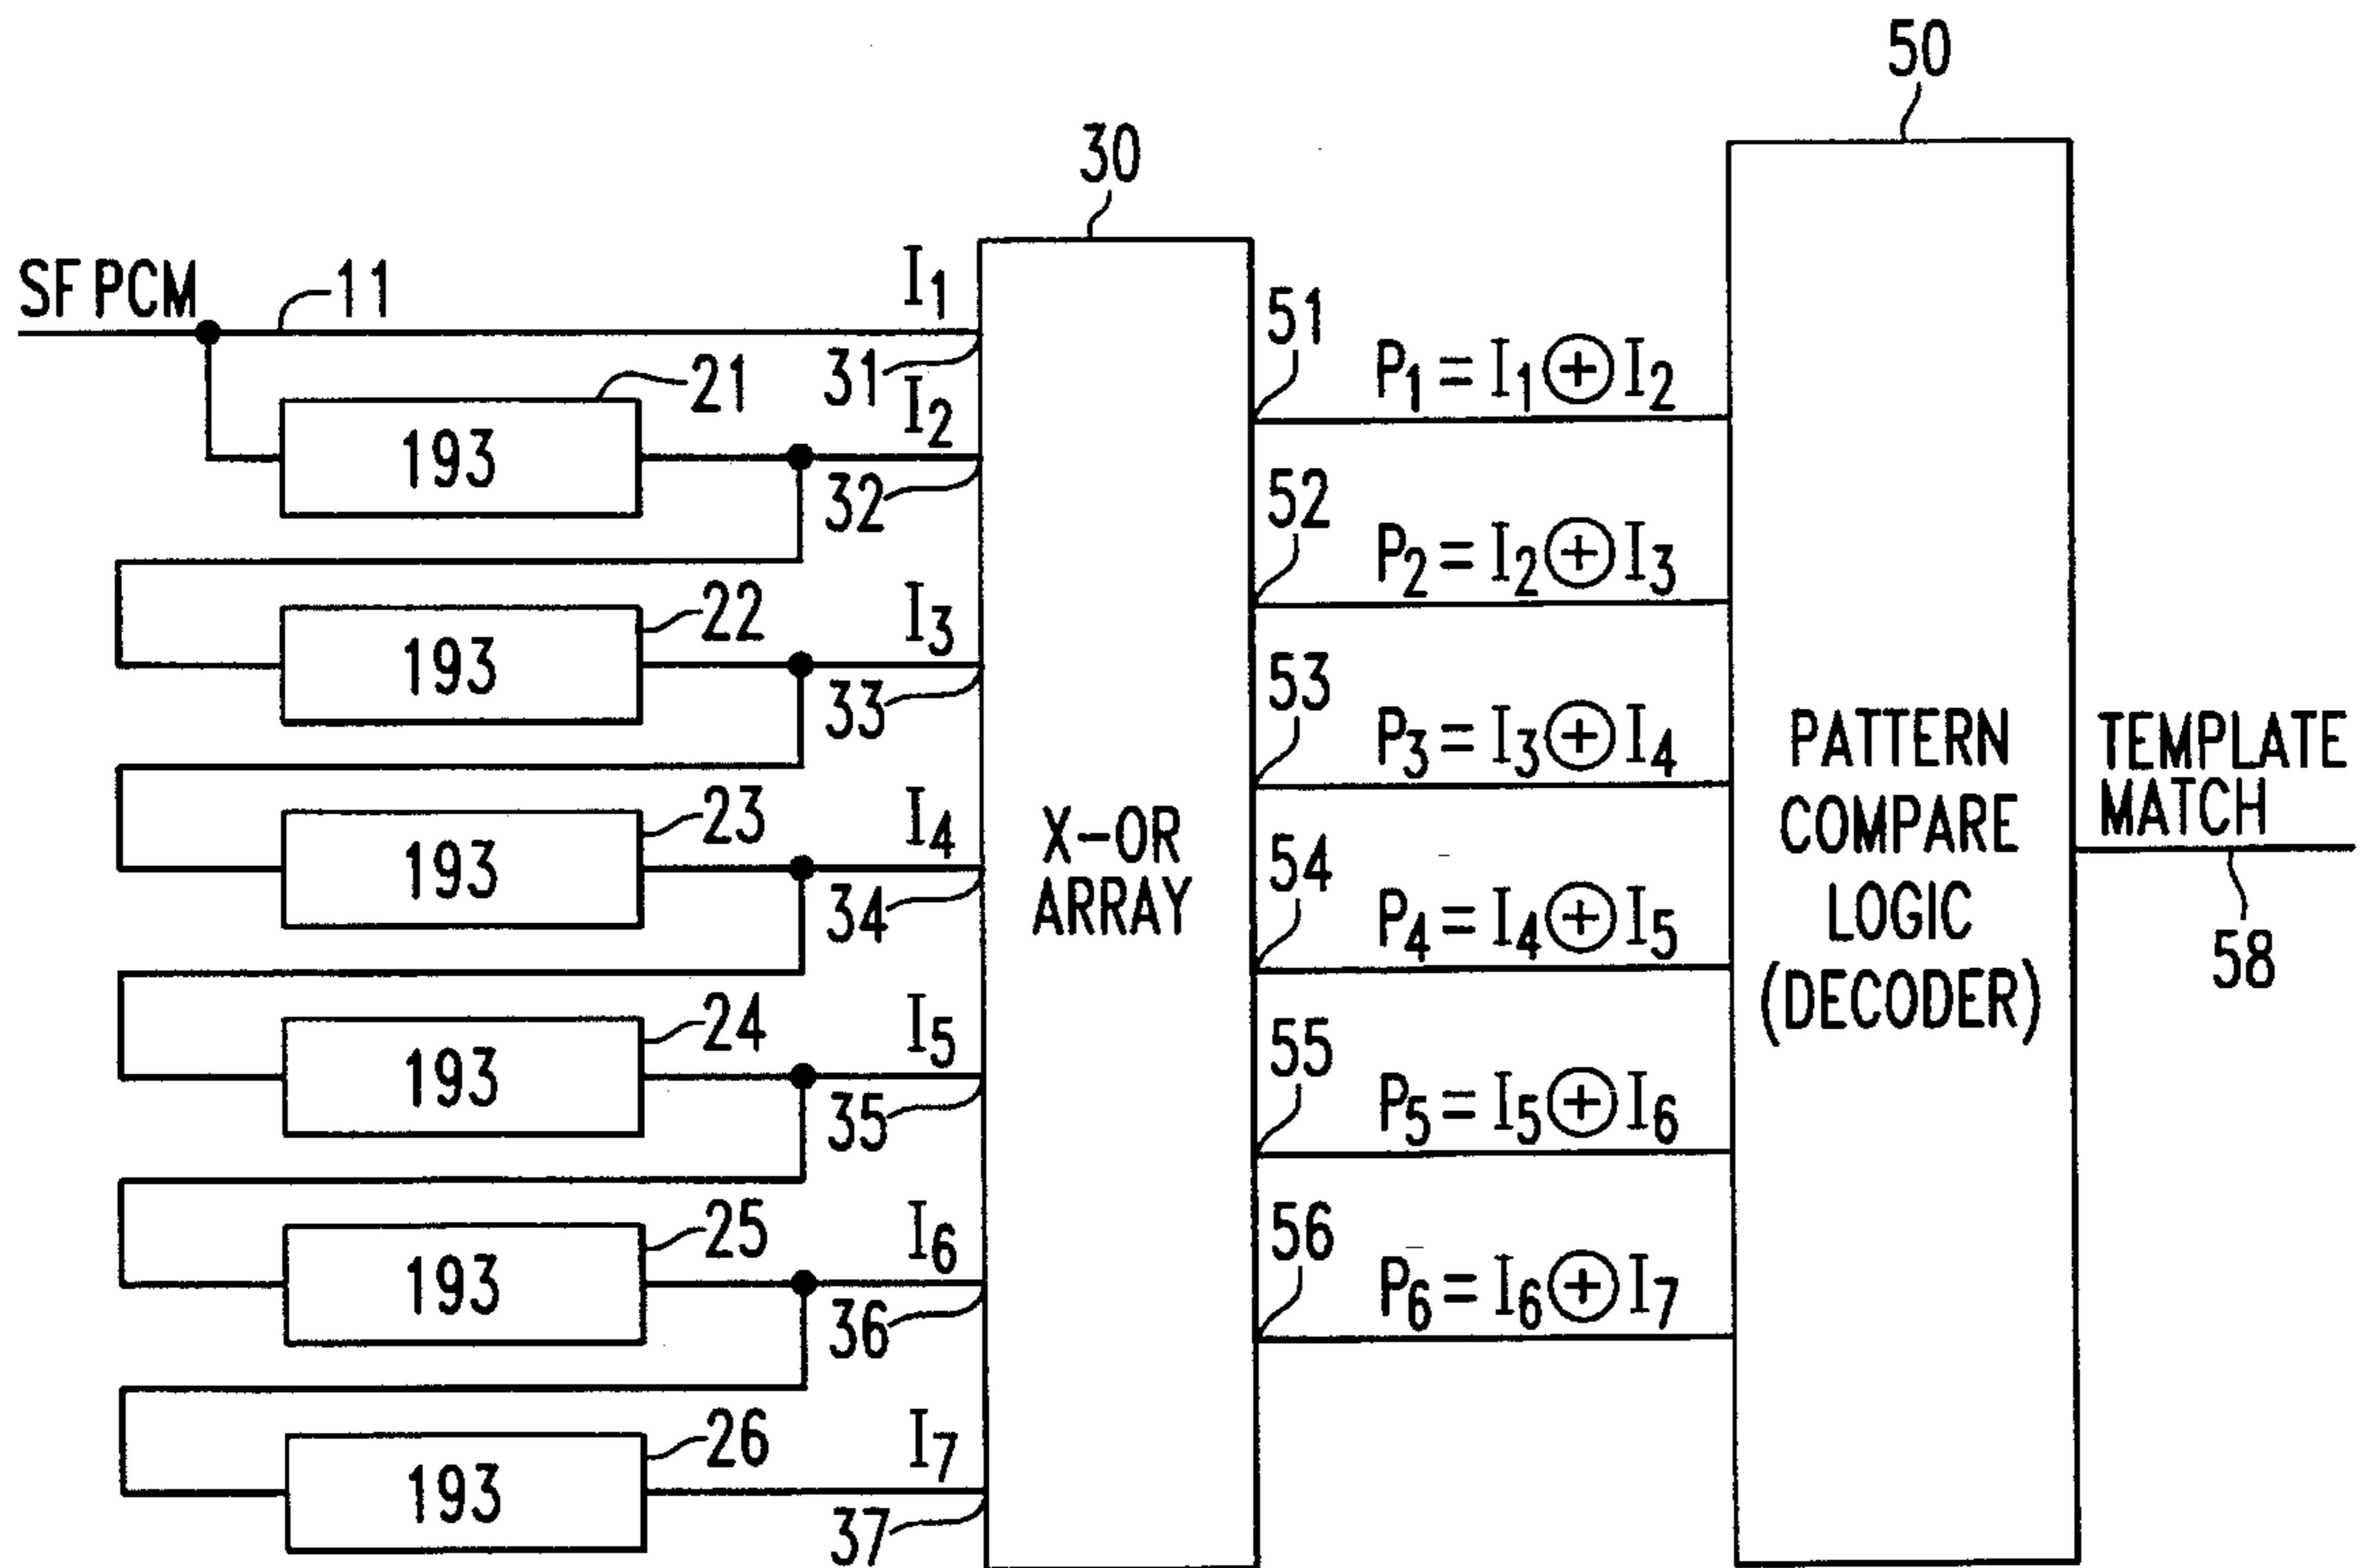 50
30
SF PCM
11
I1
31
21
I2
193
32
51
P1 = I1 ⊕ I2
22
I3
193
33
52
P2 = I2 ⊕ I3
23
I4
193
34
53
P3 = I3 ⊕ I4
X-OR
ARRAY
24
I5
193
35
54
P4 = I4 ⊕ I5
25
I6
193
36
55
P5 = I5 ⊕ I6
26
I7
193
37
56
P6 = I6 ⊕ I7
PATTERN
COMPARE
LOGIC
(DECODER)
TEMPLATE
MATCH
58